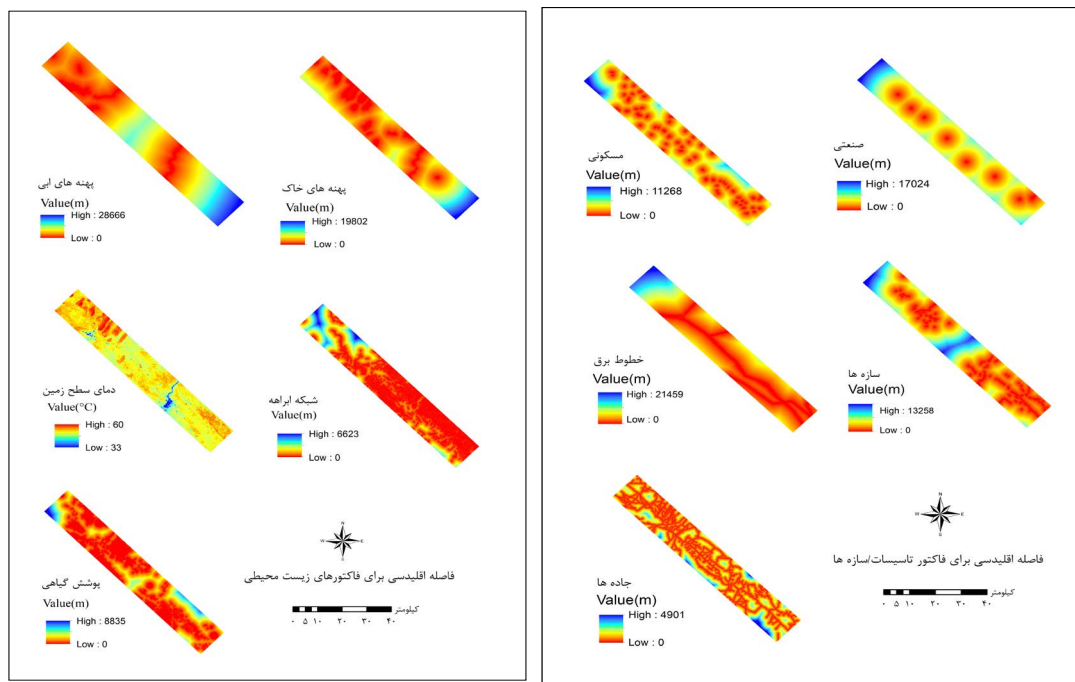 پهنه های ابی
Value(m)
High : 28666
Low : 0
پهنه های خاک
Value(m)
High : 19802
Low : 0
دمای سطح زمین
Value(°C)
High : 60
Low : 33
شبکه ابراهه
Value(m)
High : 6623
Low : 0
پوشش گیاهی
Value(m)
High : 8835
Low : 0
N
W E
S
فاصله اقلیدسی برای فاکتورهای زیست محیطی
کیلومتر
۰ ۵ ۱۰ ۲۰ ۳۰ ۴۰
مسکونی
Value(m)
High : 11268
Low : 0
صنعتی
Value(m)
High : 17024
Low : 0
خطوط برق
Value(m)
High : 21459
Low : 0
سازه ها
Value(m)
High : 13258
Low : 0
جاده ها
Value(m)
High : 4901
Low : 0
N
W E
S
فاصله اقلیدسی برای فاکتور تاسیسات/سازه ها
کیلومتر
۰ ۵ ۱۰ ۲۰ ۳۰ ۴۰